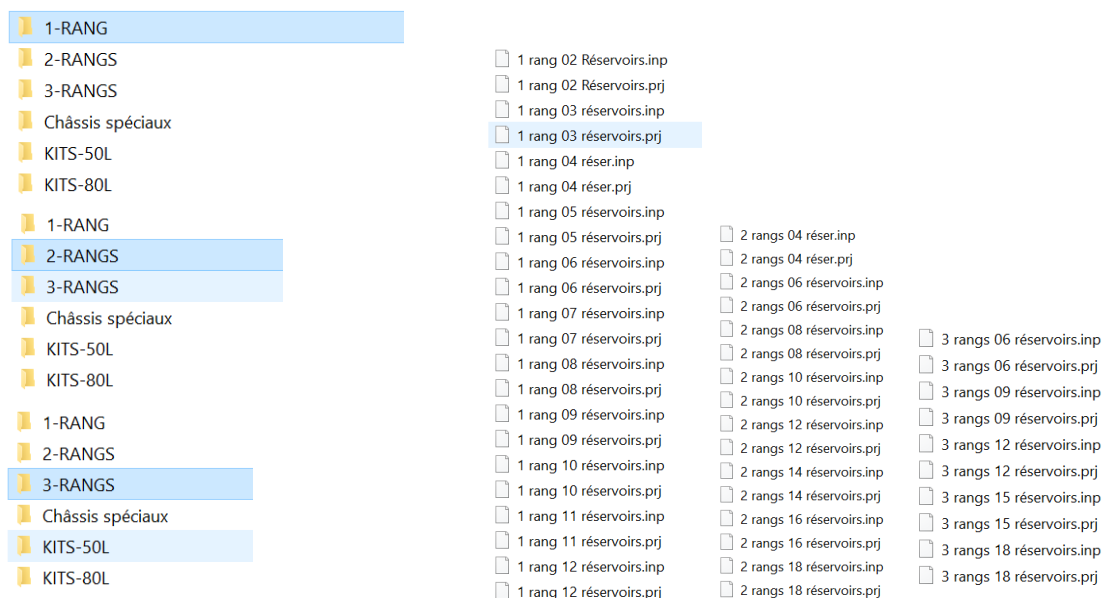 1-RANG
2-RANGS
3-RANGS
Châssis spéciaux
KITS-50L
KITS-80L
1-RANG
2-RANGS
3-RANGS
Châssis spéciaux
KITS-50L
KITS-80L
1-RANG
2-RANGS
3-RANGS
Châssis spéciaux
KITS-50L
KITS-80L
1 rang 02 Réservoirs.inp
1 rang 02 Réservoirs.prj
1 rang 03 réservoirs.inp
1 rang 03 réservoirs.prj
1 rang 04 réser.inp
1 rang 04 réser.prj
1 rang 05 réservoirs.inp
1 rang 05 réservoirs.prj
1 rang 06 réservoirs.inp
1 rang 06 réservoirs.prj
1 rang 07 réservoirs.inp
1 rang 07 réservoirs.prj
1 rang 08 réservoirs.inp
1 rang 08 réservoirs.prj
1 rang 09 réservoirs.inp
1 rang 09 réservoirs.prj
1 rang 10 réservoirs.inp
1 rang 10 réservoirs.prj
1 rang 11 réservoirs.inp
1 rang 11 réservoirs.prj
1 rang 12 réservoirs.inp
1 rang 12 réservoirs.prj
2 rangs 04 réser.inp
2 rangs 04 réser.prj
2 rangs 06 réservoirs.inp
2 rangs 06 réservoirs.prj
2 rangs 08 réservoirs.inp
2 rangs 08 réservoirs.prj
2 rangs 10 réservoirs.inp
2 rangs 10 réservoirs.prj
2 rangs 12 réservoirs.inp
2 rangs 12 réservoirs.prj
2 rangs 14 réservoirs.inp
2 rangs 14 réservoirs.prj
2 rangs 16 réservoirs.inp
2 rangs 16 réservoirs.prj
2 rangs 18 réservoirs.inp
2 rangs 18 réservoirs.prj
3 rangs 06 réservoirs.inp
3 rangs 06 réservoirs.prj
3 rangs 09 réservoirs.inp
3 rangs 09 réservoirs.prj
3 rangs 12 réservoirs.inp
3 rangs 12 réservoirs.prj
3 rangs 15 réservoirs.inp
3 rangs 15 réservoirs.prj
3 rangs 18 réservoirs.inp
3 rangs 18 réservoirs.prj